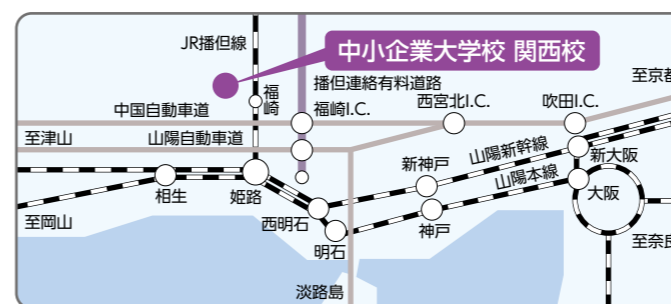 JR播但線
中小企業大学校 関西校
播但連絡有料道路
至京都
福崎
福崎I.C.
西宮北I.C.
吹田I.C.
中国自動車道
至津山
山陽自動車道
山陽新幹線
新大阪
新神戸
山陽本線
大阪
相生
姫路
至岡山
西明石
神戸
明石
至奈良
淡路島